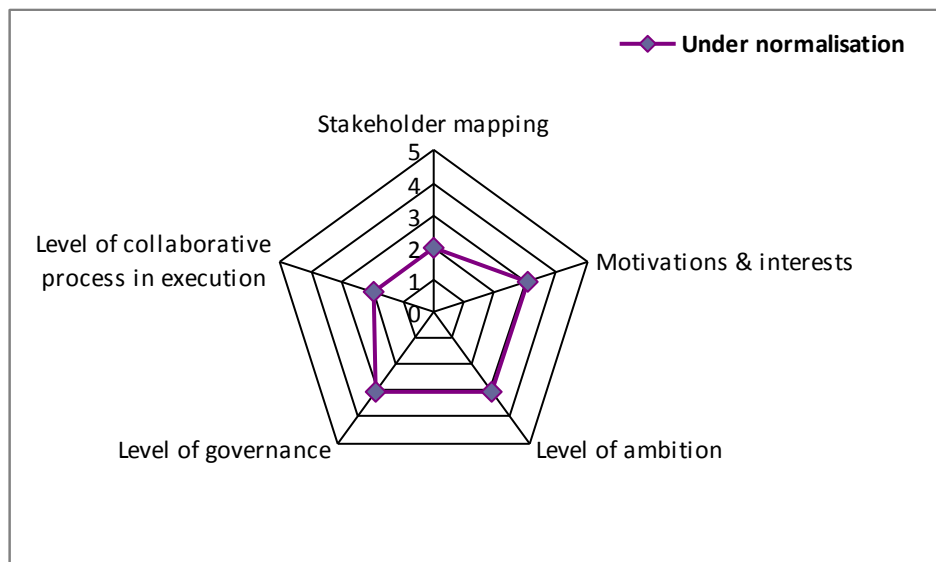 Under normalisation
Stakeholder mapping
5
4
3
2
1
0
Level of collaborative
process in execution
Motivations & interests
Level of governance
Level of ambition